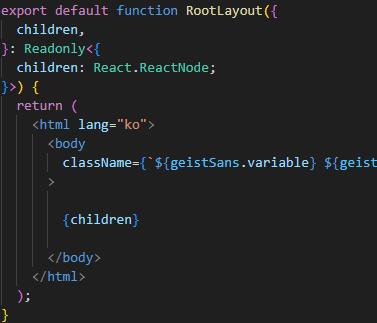 export default function RootLayout({
  children,
}: Readonly<{
  children: React.ReactNode;
}>) {
  return (
    <html lang="ko">
      <body
        className={`${geistSans.variable} ${geist
      >

        {children}

      </body>
    </html>
  );
}